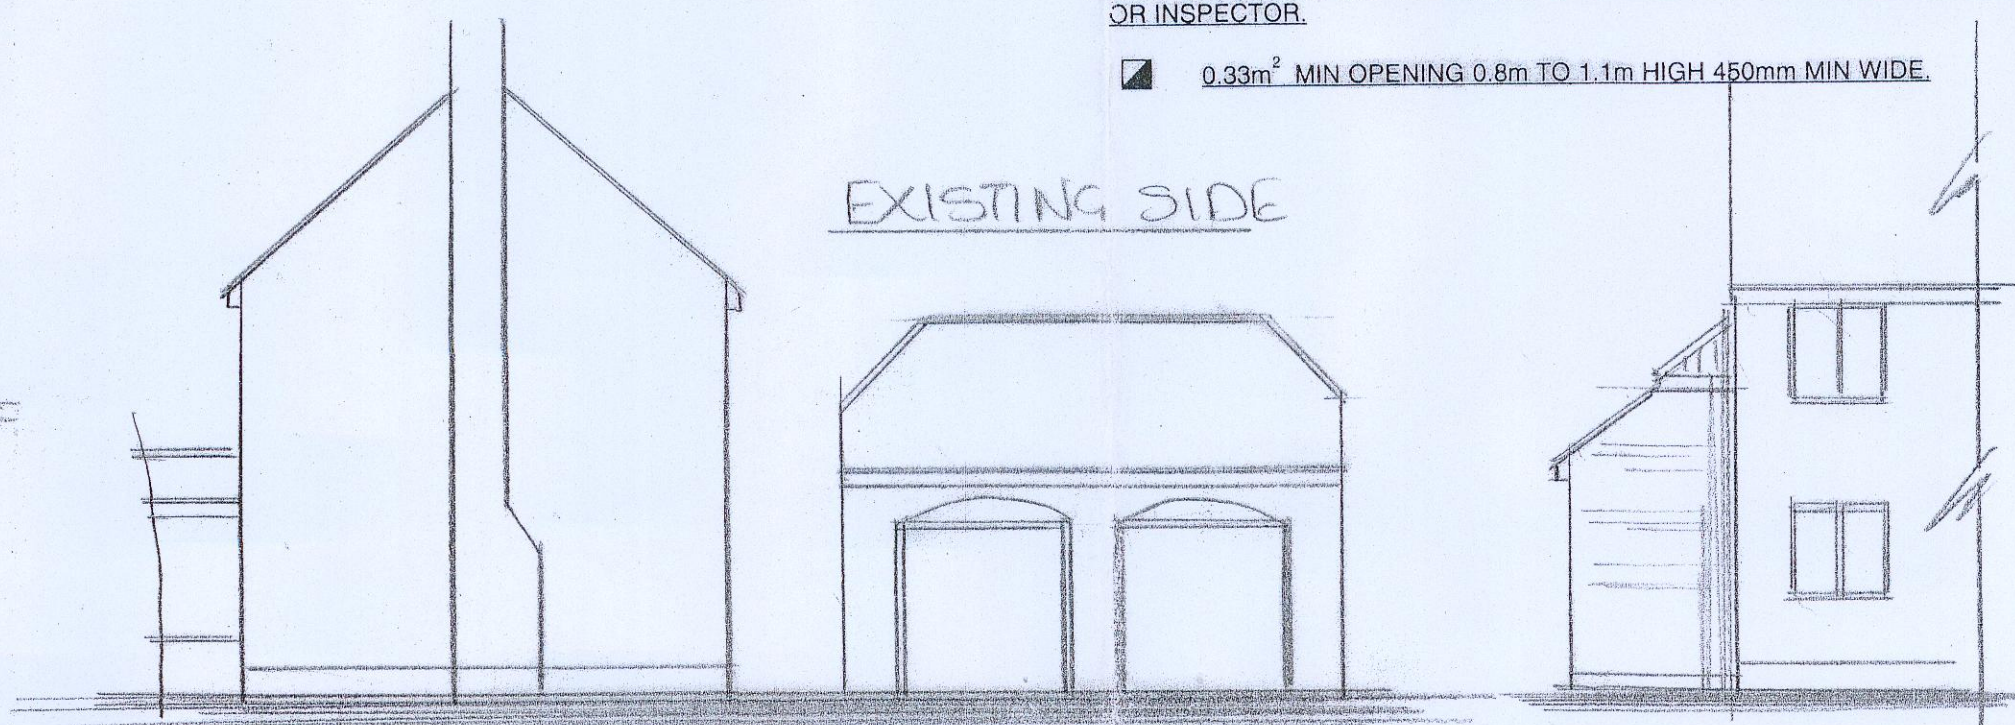 OR INSPECTOR.
0.33m² MIN OPENING 0.8m TO 1.1m HIGH 450mm MIN WIDE.
EXISTING SIDE